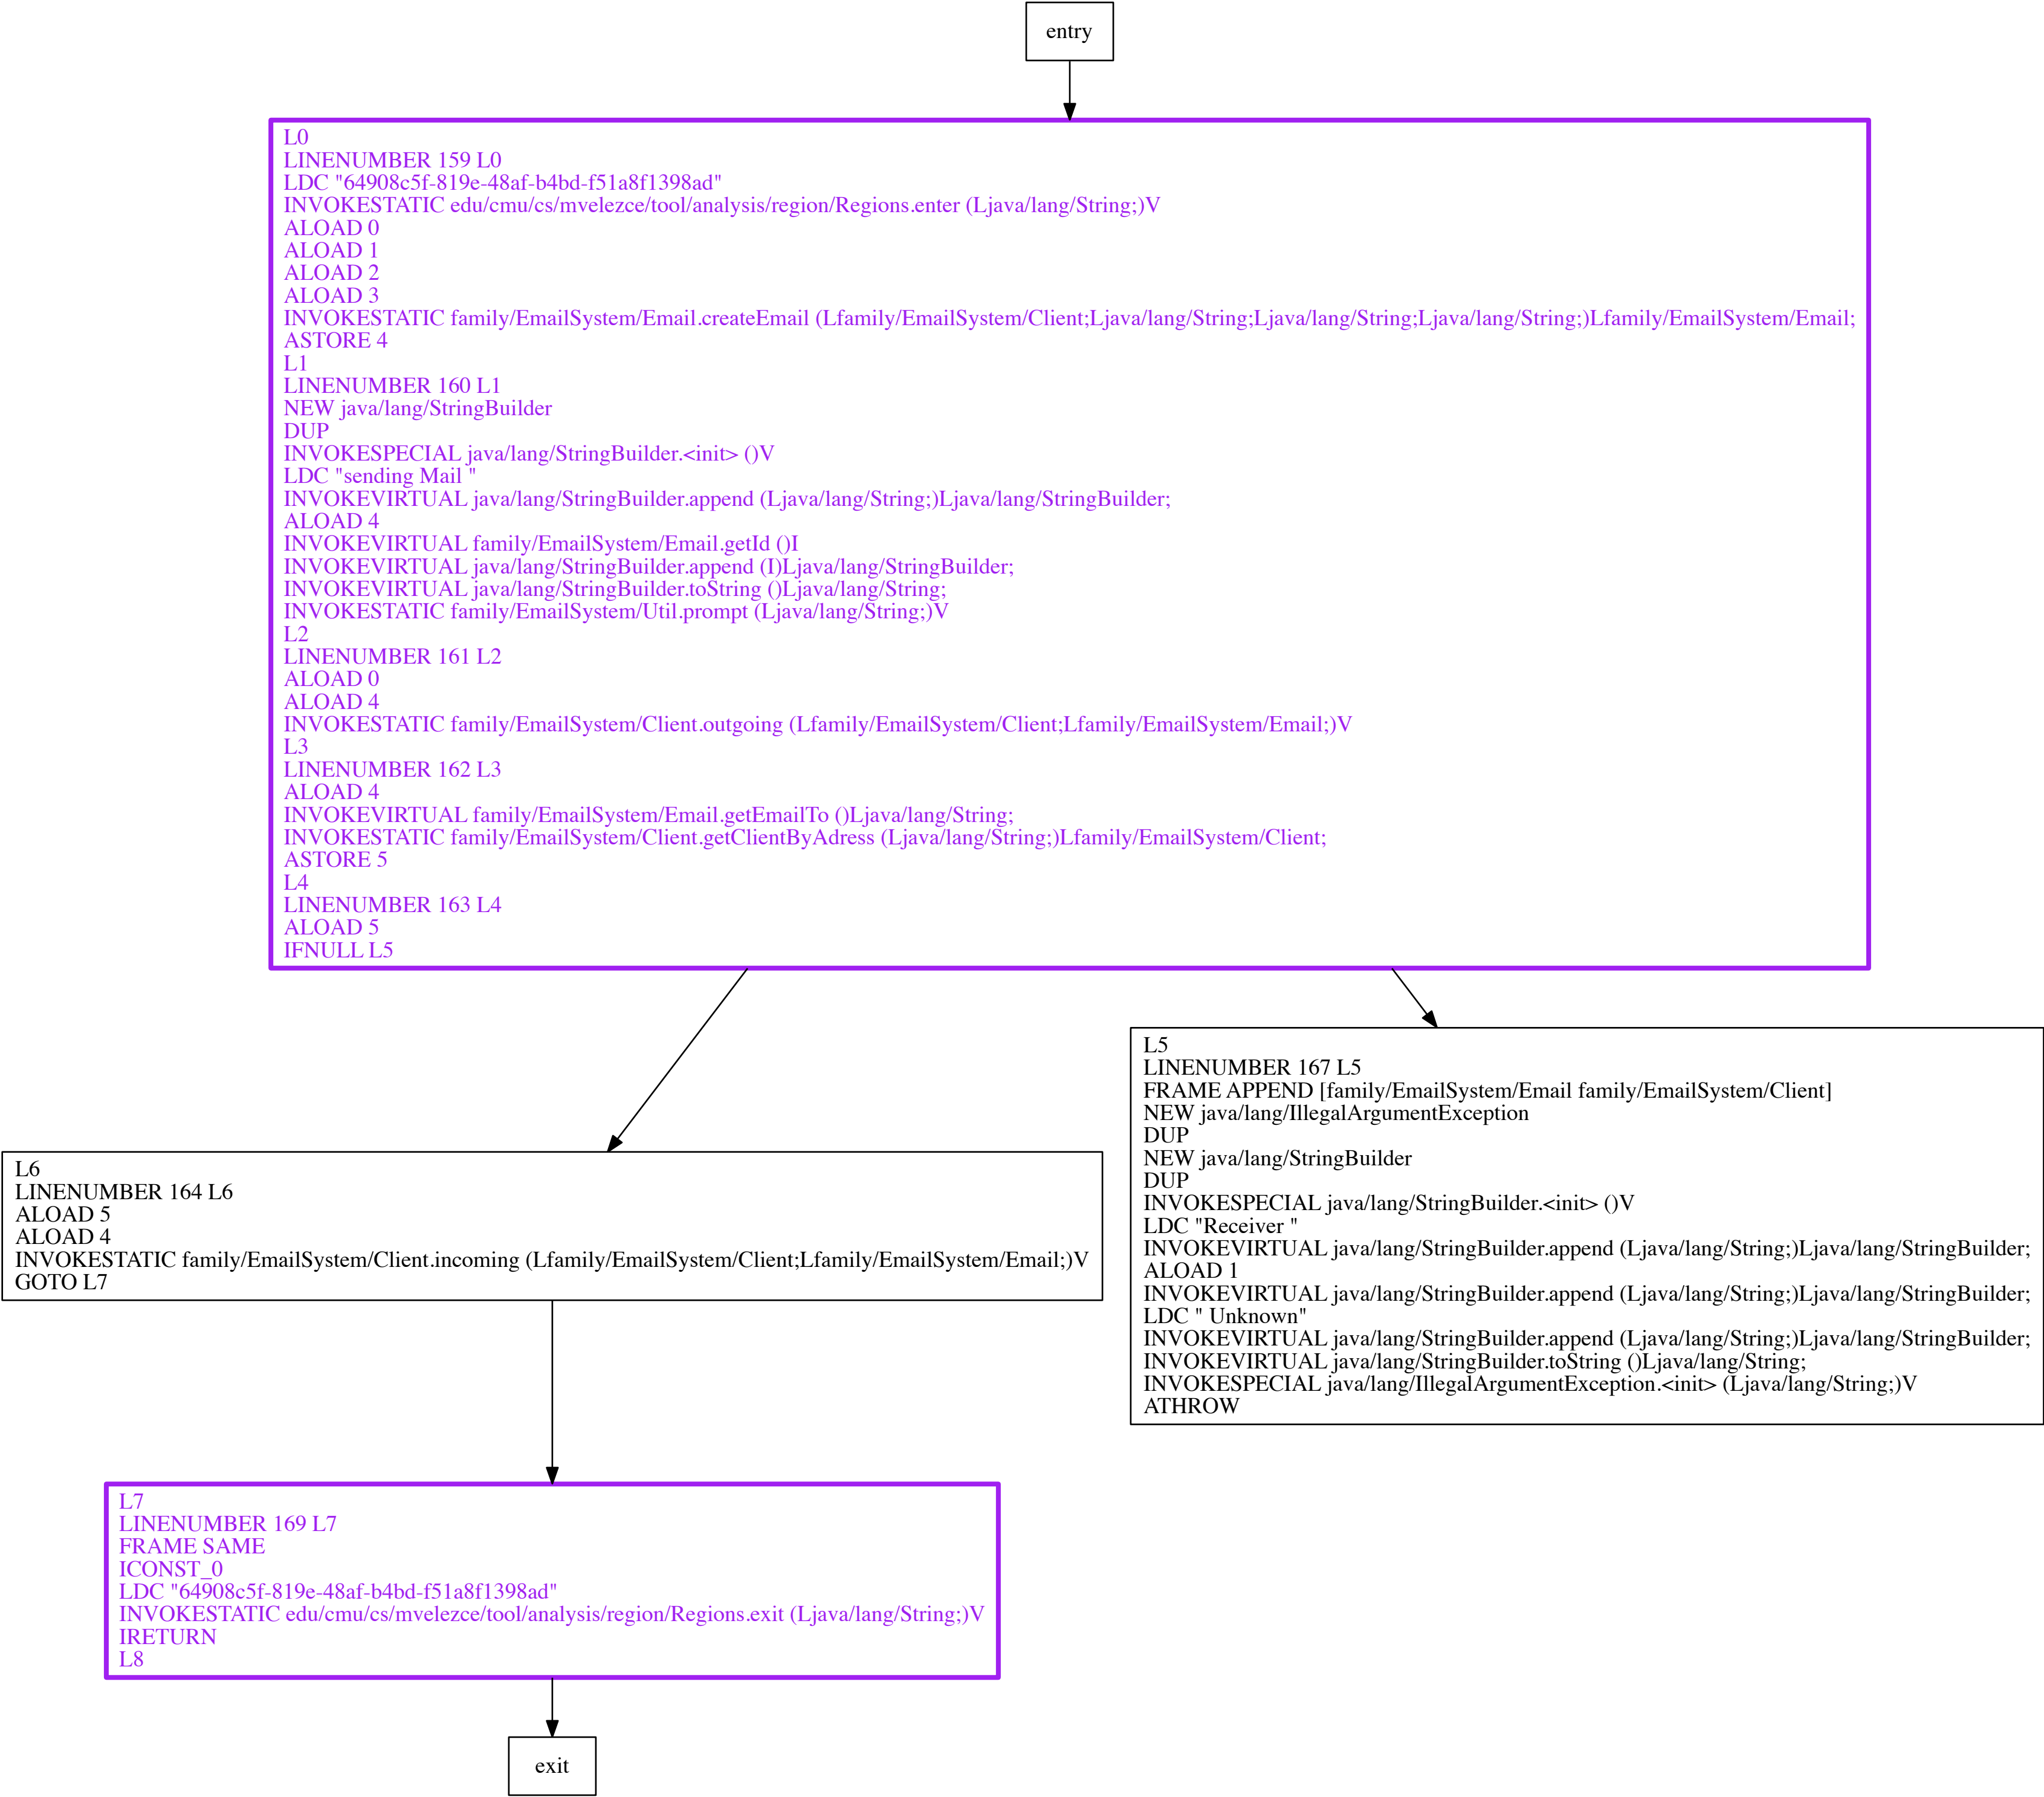 entry
L0
LINENUMBER 159 L0
LDC "64908c5f-819e-48af-b4bd-f51a8f1398ad"
INVOKESTATIC edu/cmu/cs/mvelezce/tool/analysis/region/Regions.enter (Ljava/lang/String;)V
ALOAD 0
ALOAD 1
ALOAD 2
ALOAD 3
INVOKESTATIC family/EmailSystem/Email.createEmail (Lfamily/EmailSystem/Client;Ljava/lang/String;Ljava/lang/String;Ljava/lang/String;)Lfamily/EmailSystem/Email;
ASTORE 4
L1
LINENUMBER 160 L1
NEW java/lang/StringBuilder
DUP
INVOKESPECIAL java/lang/StringBuilder.<init> ()V
LDC "sending Mail "
INVOKEVIRTUAL java/lang/StringBuilder.append (Ljava/lang/String;)Ljava/lang/StringBuilder;
ALOAD 4
INVOKEVIRTUAL family/EmailSystem/Email.getId ()I
INVOKEVIRTUAL java/lang/StringBuilder.append (I)Ljava/lang/StringBuilder;
INVOKEVIRTUAL java/lang/StringBuilder.toString ()Ljava/lang/String;
INVOKESTATIC family/EmailSystem/Util.prompt (Ljava/lang/String;)V
L2
LINENUMBER 161 L2
ALOAD 0
ALOAD 4
INVOKESTATIC family/EmailSystem/Client.outgoing (Lfamily/EmailSystem/Client;Lfamily/EmailSystem/Email;)V
L3
LINENUMBER 162 L3
ALOAD 4
INVOKEVIRTUAL family/EmailSystem/Email.getEmailTo ()Ljava/lang/String;
INVOKESTATIC family/EmailSystem/Client.getClientByAdress (Ljava/lang/String;)Lfamily/EmailSystem/Client;
ASTORE 5
L4
LINENUMBER 163 L4
ALOAD 5
IFNULL L5
L5
LINENUMBER 167 L5
FRAME APPEND [family/EmailSystem/Email family/EmailSystem/Client]
NEW java/lang/IllegalArgumentException
DUP
NEW java/lang/StringBuilder
DUP
INVOKESPECIAL java/lang/StringBuilder.<init> ()V
LDC "Receiver "
INVOKEVIRTUAL java/lang/StringBuilder.append (Ljava/lang/String;)Ljava/lang/StringBuilder;
ALOAD 1
INVOKEVIRTUAL java/lang/StringBuilder.append (Ljava/lang/String;)Ljava/lang/StringBuilder;
LDC " Unknown"
INVOKEVIRTUAL java/lang/StringBuilder.append (Ljava/lang/String;)Ljava/lang/StringBuilder;
INVOKEVIRTUAL java/lang/StringBuilder.toString ()Ljava/lang/String;
INVOKESPECIAL java/lang/IllegalArgumentException.<init> (Ljava/lang/String;)V
ATHROW
L6
LINENUMBER 164 L6
ALOAD 5
ALOAD 4
INVOKESTATIC family/EmailSystem/Client.incoming (Lfamily/EmailSystem/Client;Lfamily/EmailSystem/Email;)V
GOTO L7
L7
LINENUMBER 169 L7
FRAME SAME
ICONST_0
LDC "64908c5f-819e-48af-b4bd-f51a8f1398ad"
INVOKESTATIC edu/cmu/cs/mvelezce/tool/analysis/region/Regions.exit (Ljava/lang/String;)V
IRETURN
L8
exit